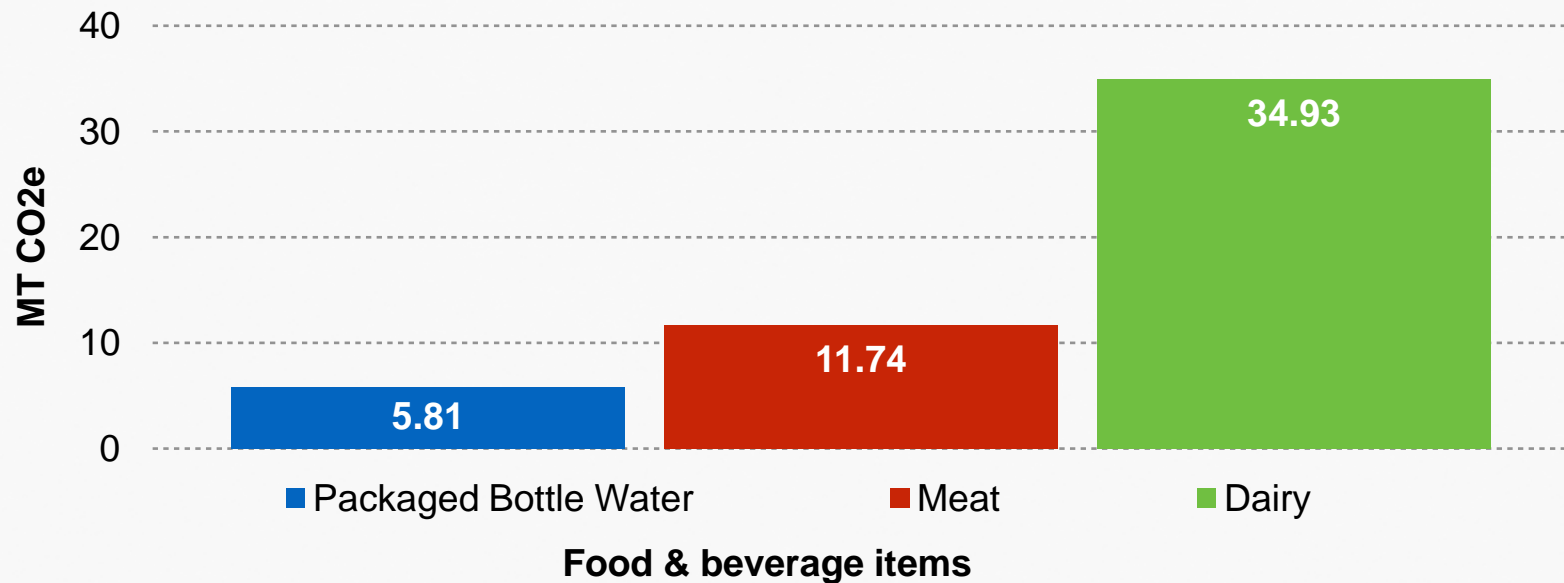 40
30
20
10
0
MT CO2e
5.81
11.74
34.93
Packaged Bottle Water
Meat
Dairy
Food & beverage items